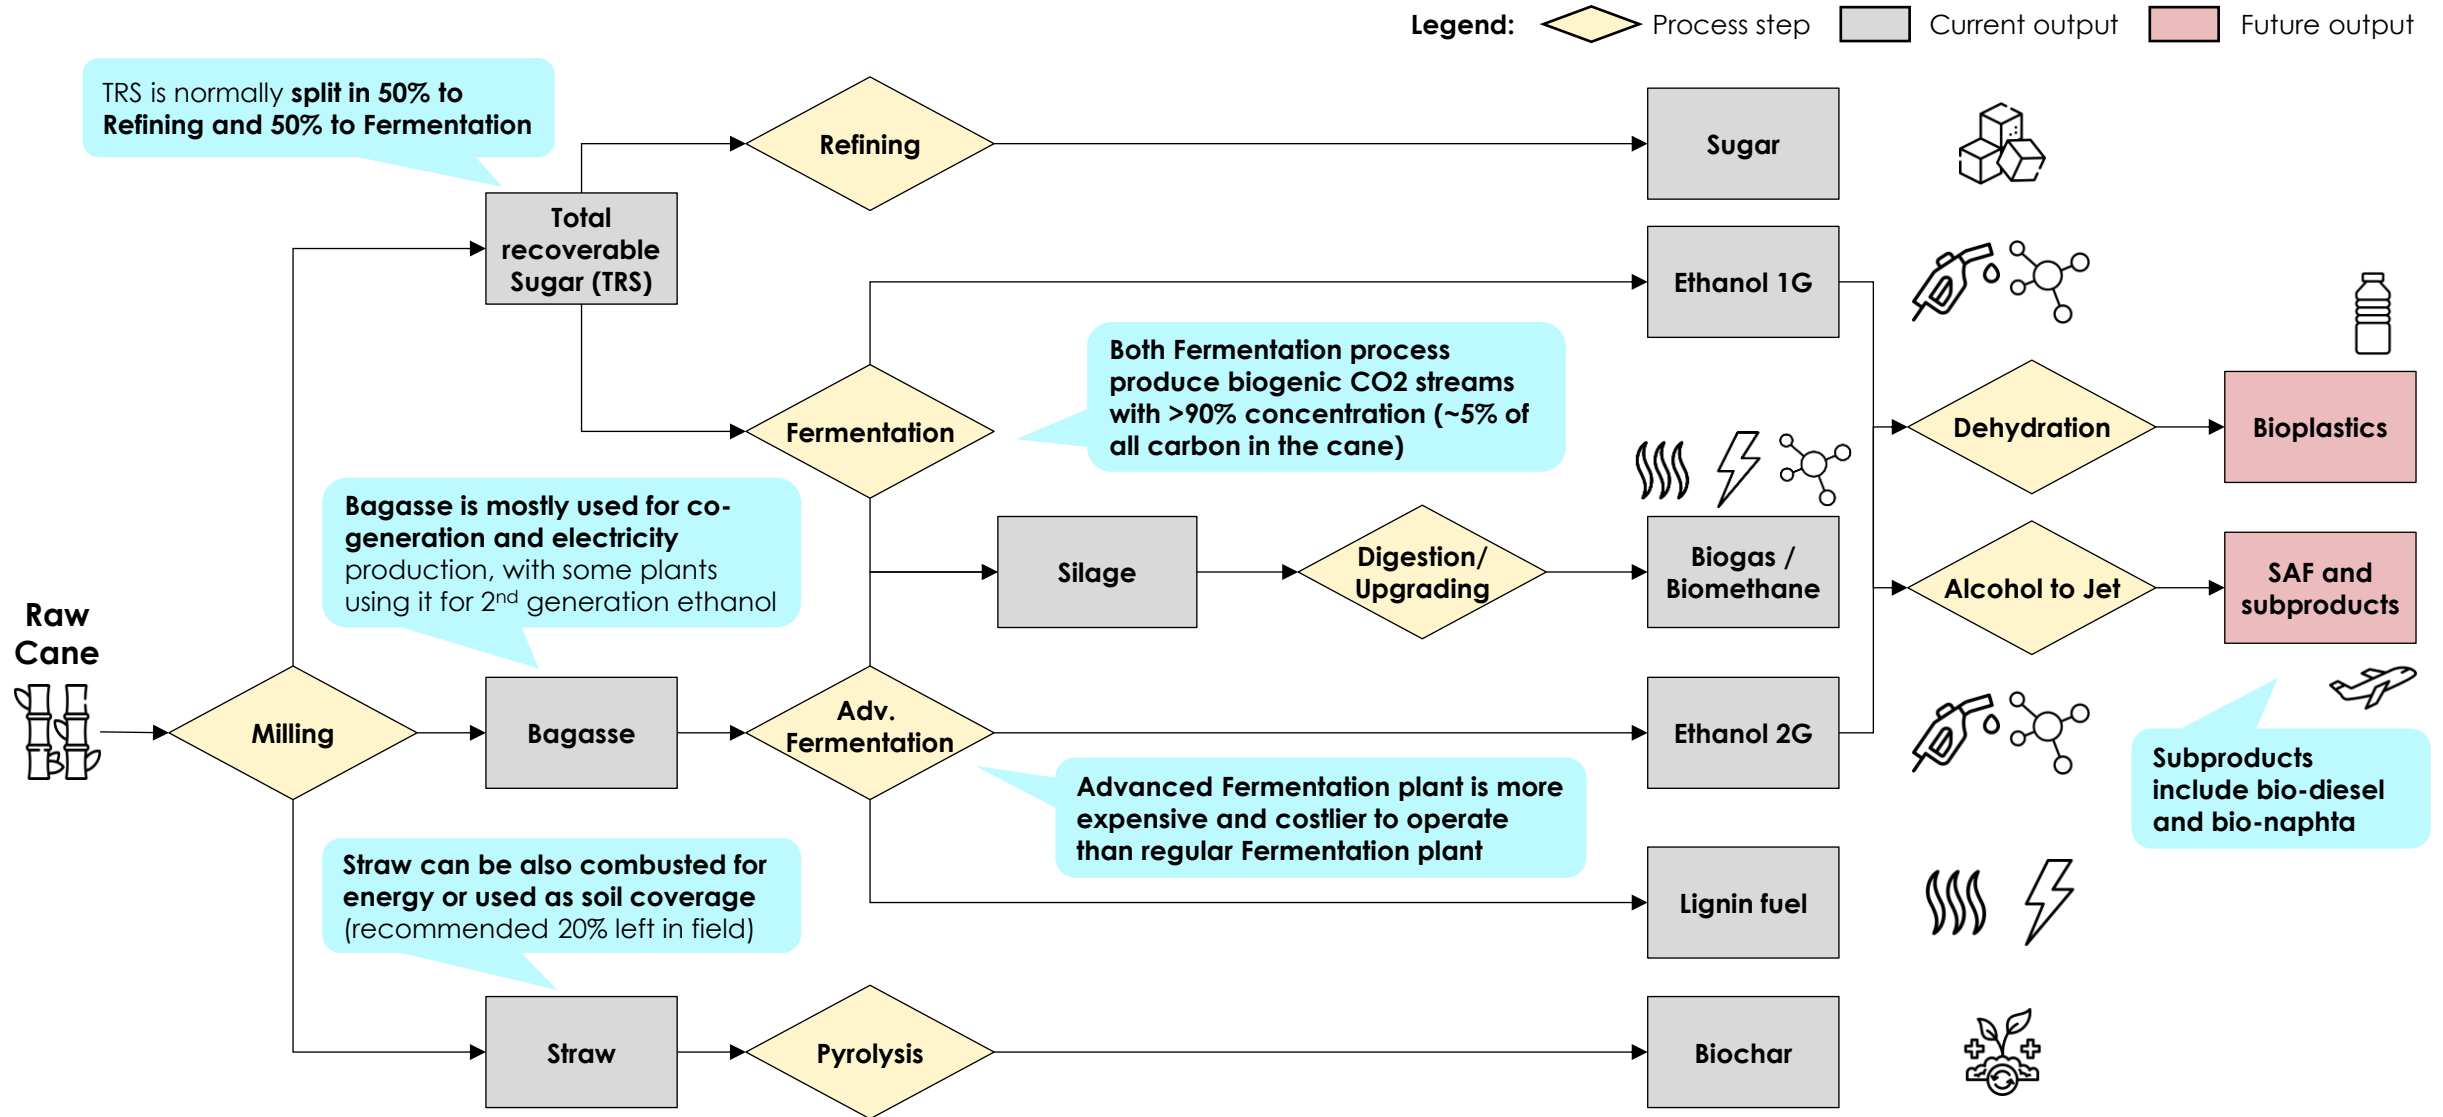 Legend:
Process step
Current output
Future output
TRS is normally split in 50% to
Refining and 50% to Fermentation
Refining
Sugar
Total
recoverable
Sugar (TRS)
Ethanol 1G
Both Fermentation process
produce biogenic CO2 streams
with >90% concentration (~5% of
all carbon in the cane)
Fermentation
Dehydration
Bioplastics
Bagasse is mostly used for co-
generation and electricity
production, with some plants
using it for 2nd generation ethanol
Silage
Digestion/
Upgrading
Biogas /
Biomethane
Alcohol to Jet
SAF and
subproducts
Raw
Cane
Milling
Bagasse
Adv.
Fermentation
Ethanol 2G
Subproducts
include bio-diesel
and bio-naphta
Advanced Fermentation plant is more
expensive and costlier to operate
than regular Fermentation plant
Straw can be also combusted for
energy or used as soil coverage
(recommended 20% left in field)
Lignin fuel
Straw
Pyrolysis
Biochar